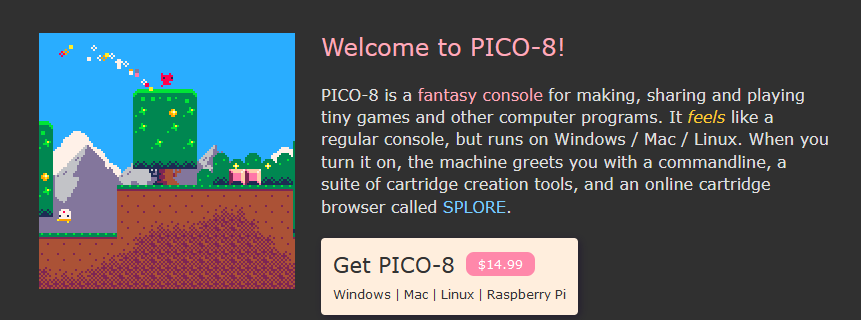 Welcome to PICO-8!
PICO-8 is a fantasy console for making, sharing and playing
tiny games and other computer programs. It feels like a
regular console, but runs on Windows / Mac / Linux. When you
turn it on, the machine greets you with a commandline, a
suite of cartridge creation tools, and an online cartridge
browser called SPLORE.
Get PICO-8 $14.99
Windows | Mac | Linux | Raspberry Pi